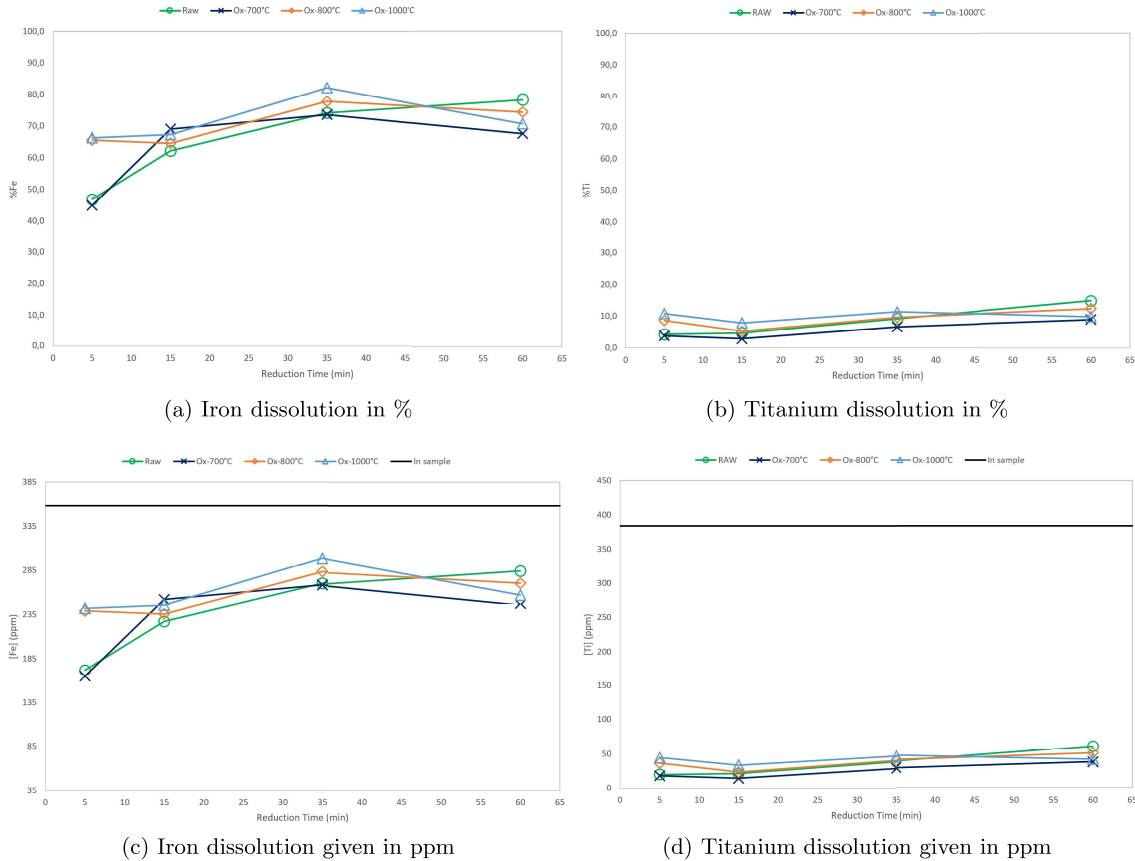 Raw Ox-700°C Ox-800°C Ox-1000°C
100,0
90,0
80,0
70,0
60,0
50,0
40,0
30,0
20,0
10,0
0,0
%Fe
0 5 10 15 20 25 30 35 40 45 50 55 60 65
Reduction Time (min)
(a) Iron dissolution in %
RAW Ox-700°C Ox-800°C Ox-1000°C
100,0
90,0
80,0
70,0
60,0
50,0
40,0
30,0
20,0
10,0
0,0
%Ti
0 5 10 15 20 25 30 35 40 45 50 55 60 65
Reduction Time (min)
(b) Titanium dissolution in %
Raw Ox-700°C Ox-800°C Ox-1000°C In sample
385
335
285
235
185
135
85
35
[Fe] (ppm)
0 5 10 15 20 25 30 35 40 45 50 55 60 65
Reduction Time (min)
(c) Iron dissolution given in ppm
RAW Ox-700°C Ox-800°C Ox-1000°C In sample
450
400
350
300
250
200
150
100
50
0
[Ti] (ppm)
0 5 10 15 20 25 30 35 40 45 50 55 60 65
Reduction Time (min)
(d) Titanium dissolution given in ppm